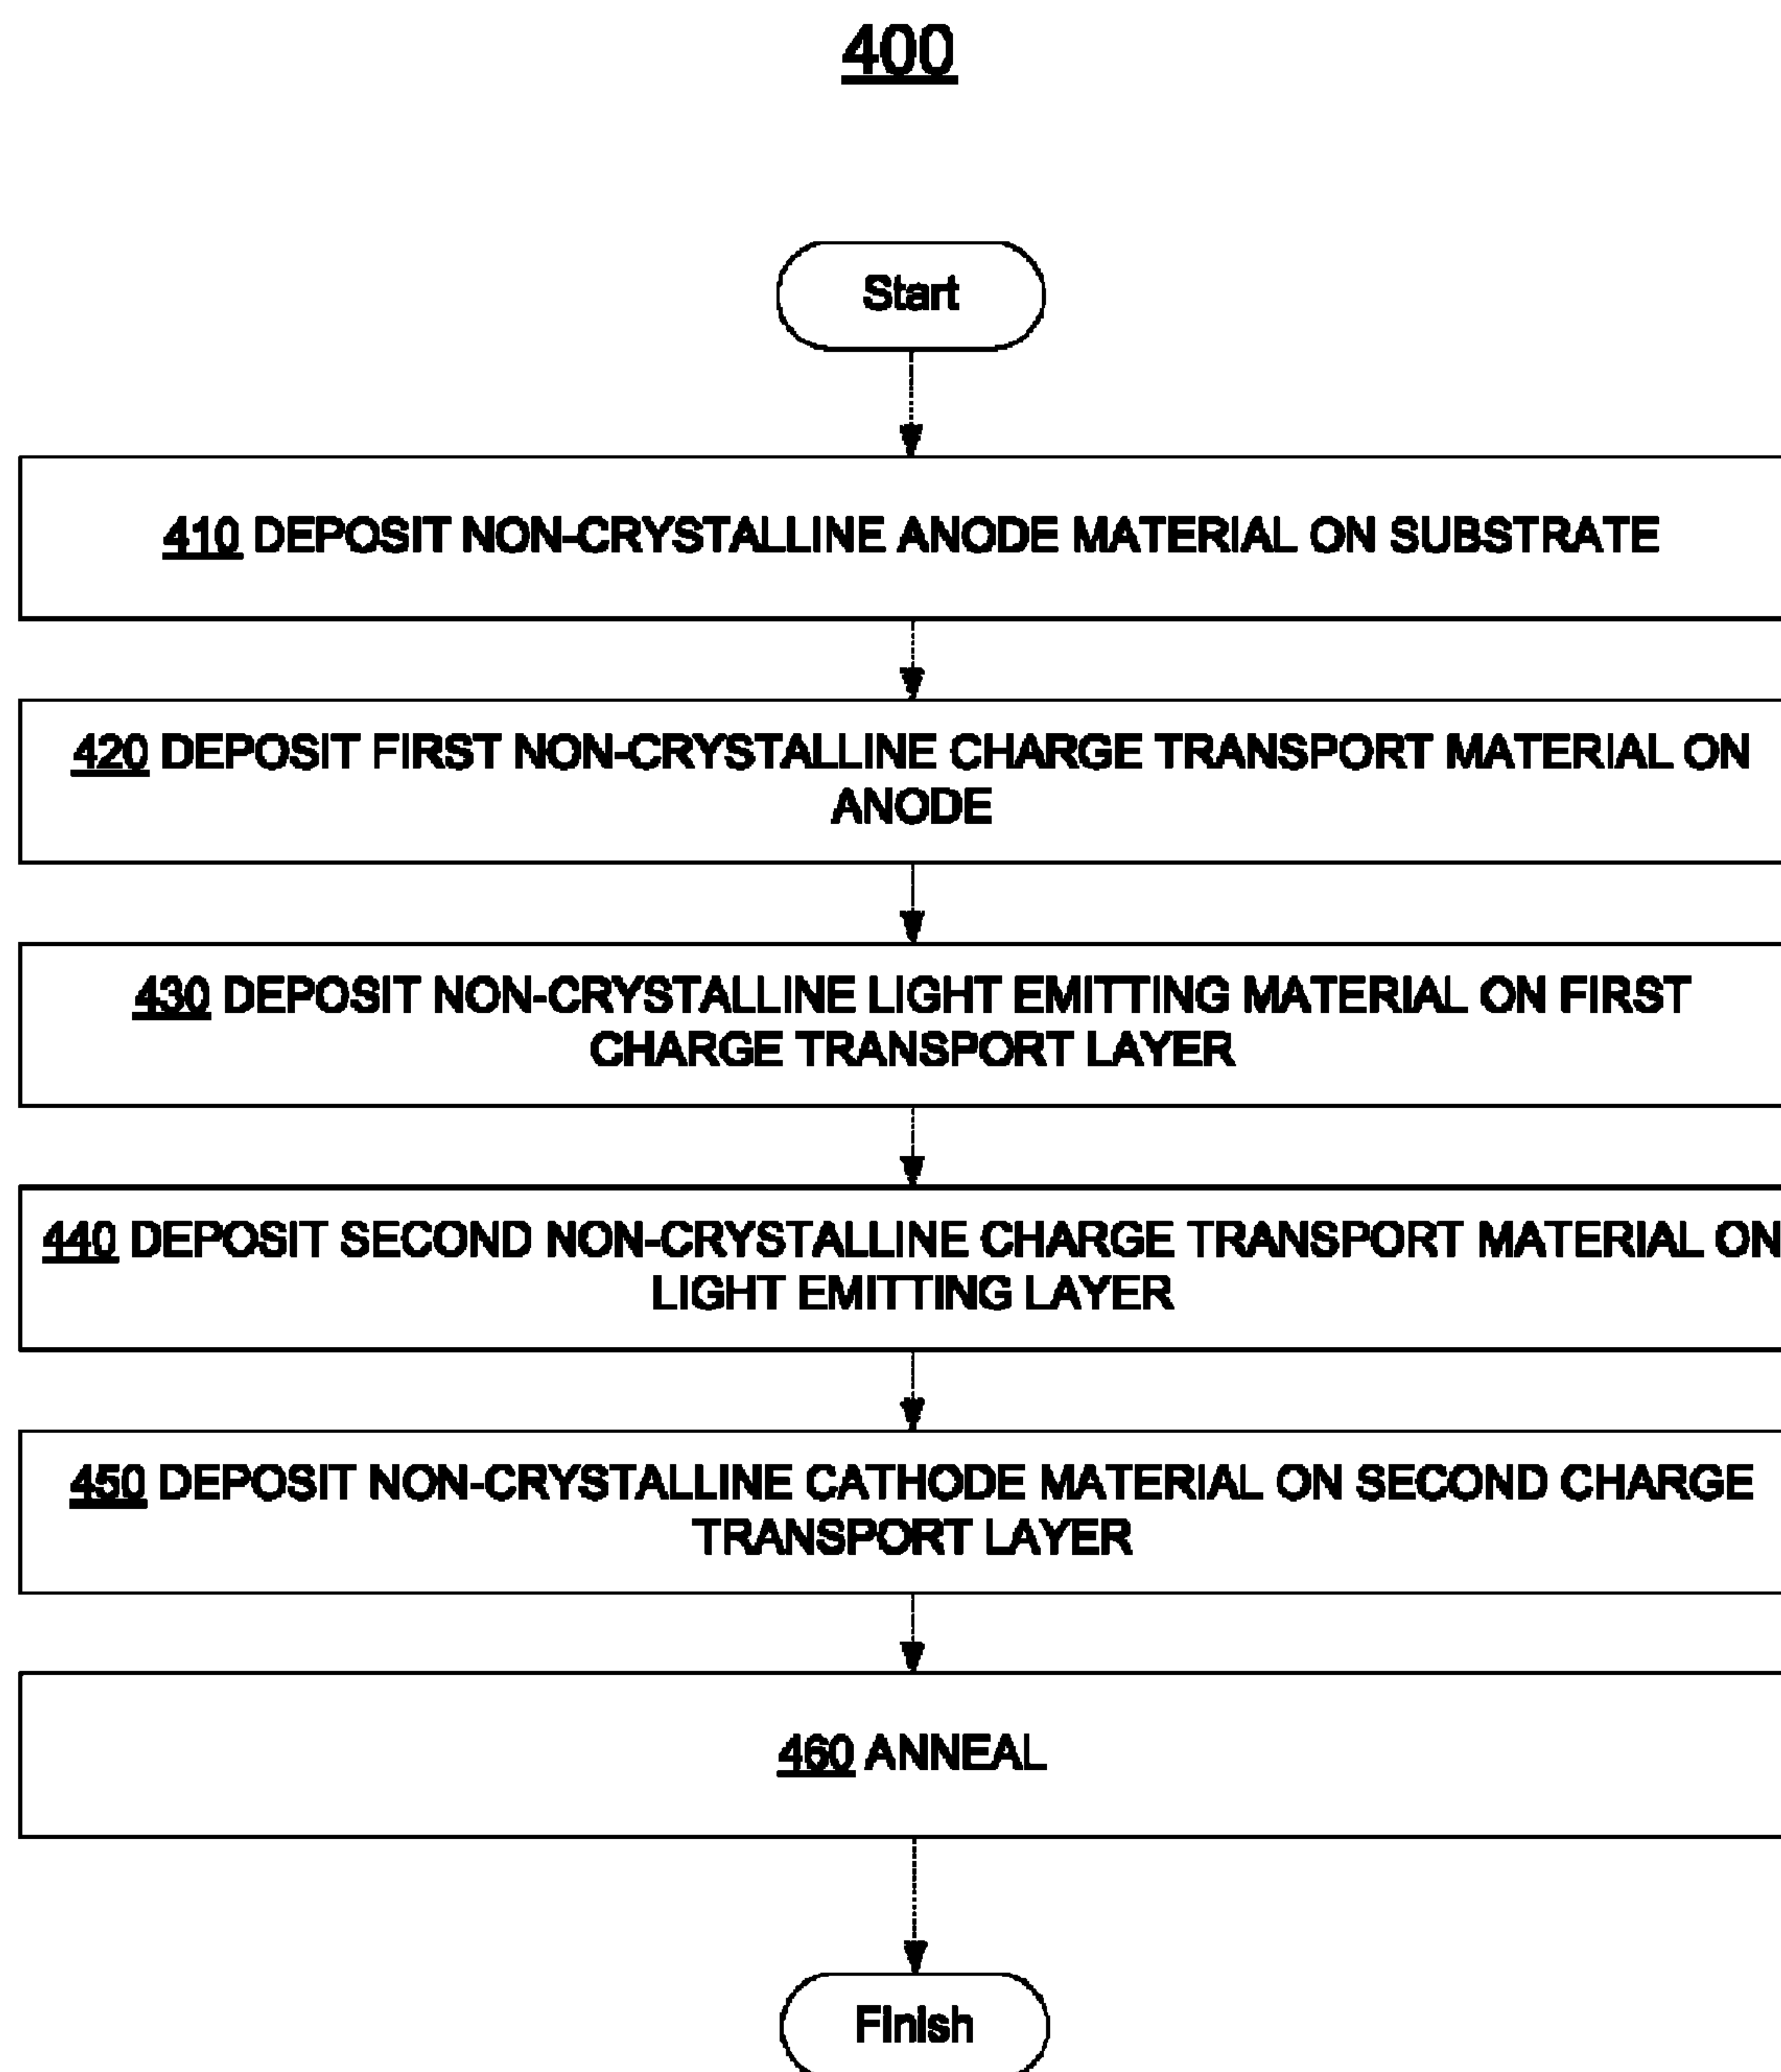 400
Start
410 DEPOSIT NON-CRYSTALLINE ANODE MATERIAL ON SUBSTRATE
420 DEPOSIT FIRST NON-CRYSTALLINE CHARGE TRANSPORT MATERIAL ON
ANODE
430 DEPOSIT NON-CRYSTALLINE LIGHT EMITTING MATERIAL ON FIRST
CHARGE TRANSPORT LAYER
440 DEPOSIT SECOND NON-CRYSTALLINE CHARGE TRANSPORT MATERIAL ON
LIGHT EMITTING LAYER
450 DEPOSIT NON-CRYSTALLINE CATHODE MATERIAL ON SECOND CHARGE
TRANSPORT LAYER
460 ANNEAL
Finish